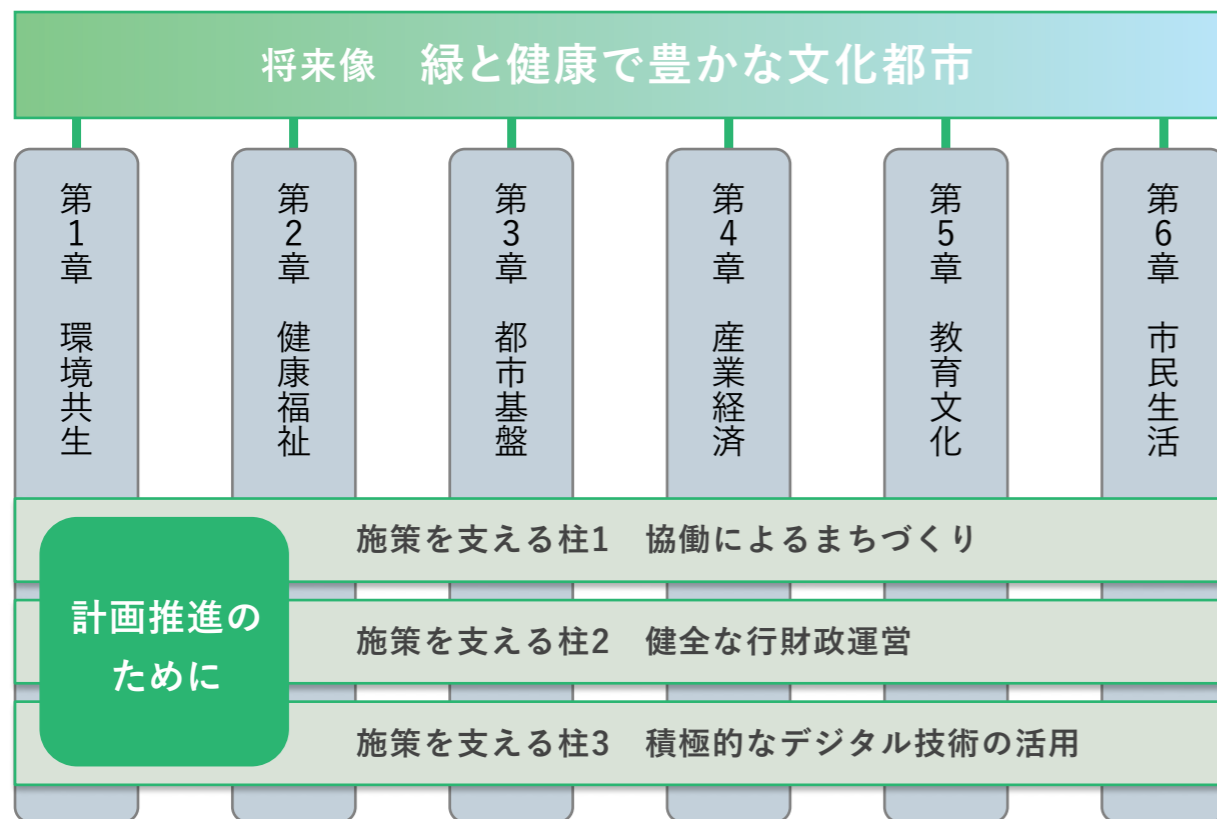 将来像　緑と健康で豊かな文化都市
第1章　環境共生
第2章　健康福祉
第3章　都市基盤
第4章　産業経済
第5章　教育文化
第6章　市民生活
計画推進の
ために
施策を支える柱1　協働によるまちづくり
施策を支える柱2　健全な行財政運営
施策を支える柱3　積極的なデジタル技術の活用